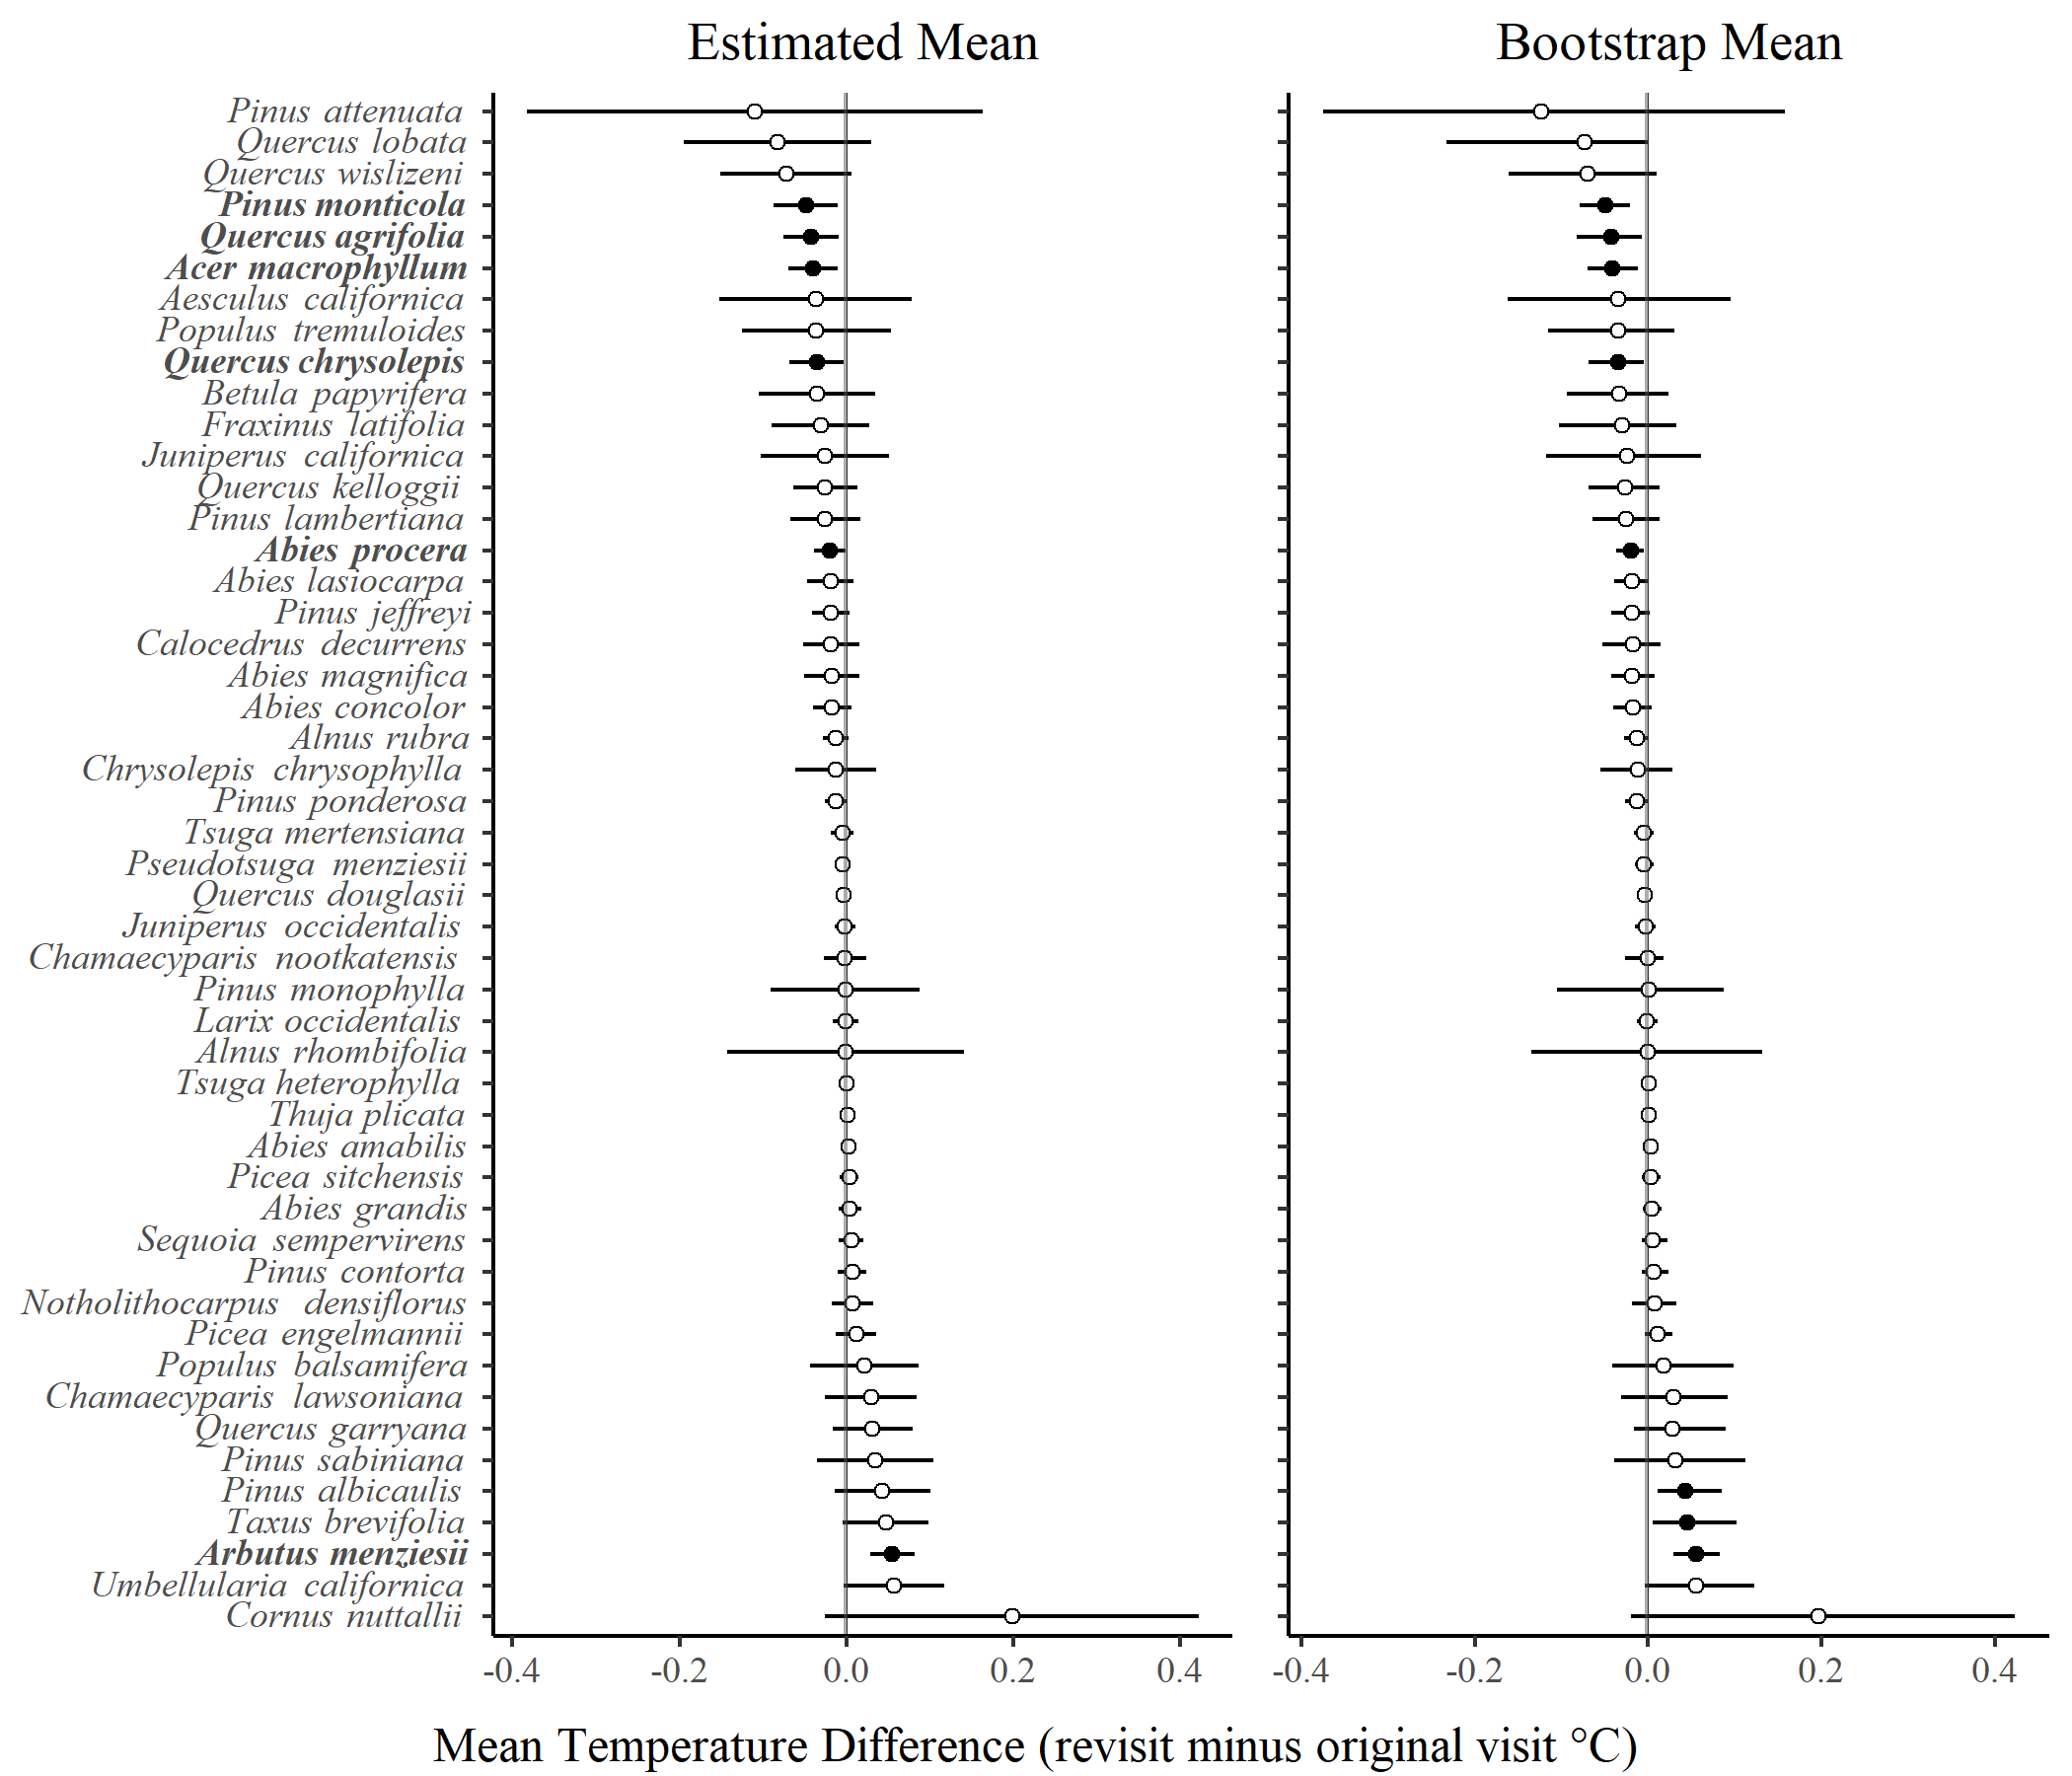 Estimated Mean
Bootstrap Mean
Pinus attenuata
Quercus lobata
Quercus wislizeni
Pinus monticola
Quercus agrifolia
Acer macrophyllum
Aesculus californica
Populus tremuloides
Quercus chrysolepis
Betula papyrifera
Fraxinus latifolia
Juniperus californica
Quercus kelloggii
Pinus lambertiana
Abies procera
Abies lasiocarpa
Pinus jeffreyi
Calocedrus decurrens
Abies magnifica
Abies concolor
Alnus rubra
Chrysolepis chrysophylla
Pinus ponderosa
Tsuga mertensiana
Pseudotsuga menziesii
Quercus douglasii
Juniperus occidentalis
Chamaecyparis nootkatensis
Pinus monophylla
Larix occidentalis
Alnus rhombifolia
Tsuga heterophylla
Thuja plicata
Abies amabilis
Picea sitchensis
Abies grandis
Sequoia sempervirens
Pinus contorta
Notholithocarpus densiflorus
Picea engelmannii
Populus balsamifera
Chamaecyparis lawsoniana
Quercus garryana
Pinus sabiniana
Pinus albicaulis
Taxus brevifolia
Arbutus menziesii
Umbellularia californica
Cornus nuttallii
-0.4 -0.2 0.0 0.2 0.4
-0.4 -0.2 0.0 0.2 0.4
Mean Temperature Difference (revisit minus original visit °C)